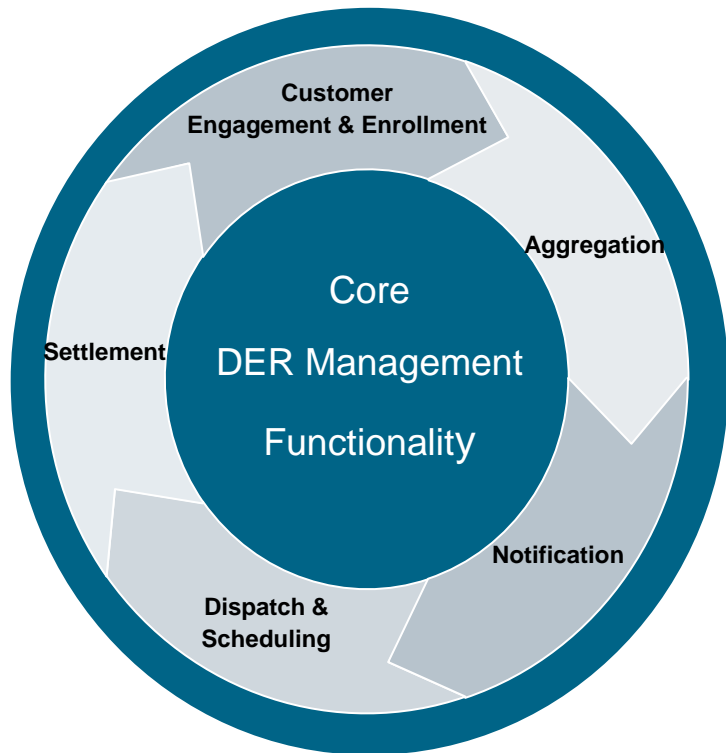 Customer
Engagement & Enrollment
Aggregation
Core
DER Management
Functionality
Settlement
Notification
Dispatch &
Scheduling